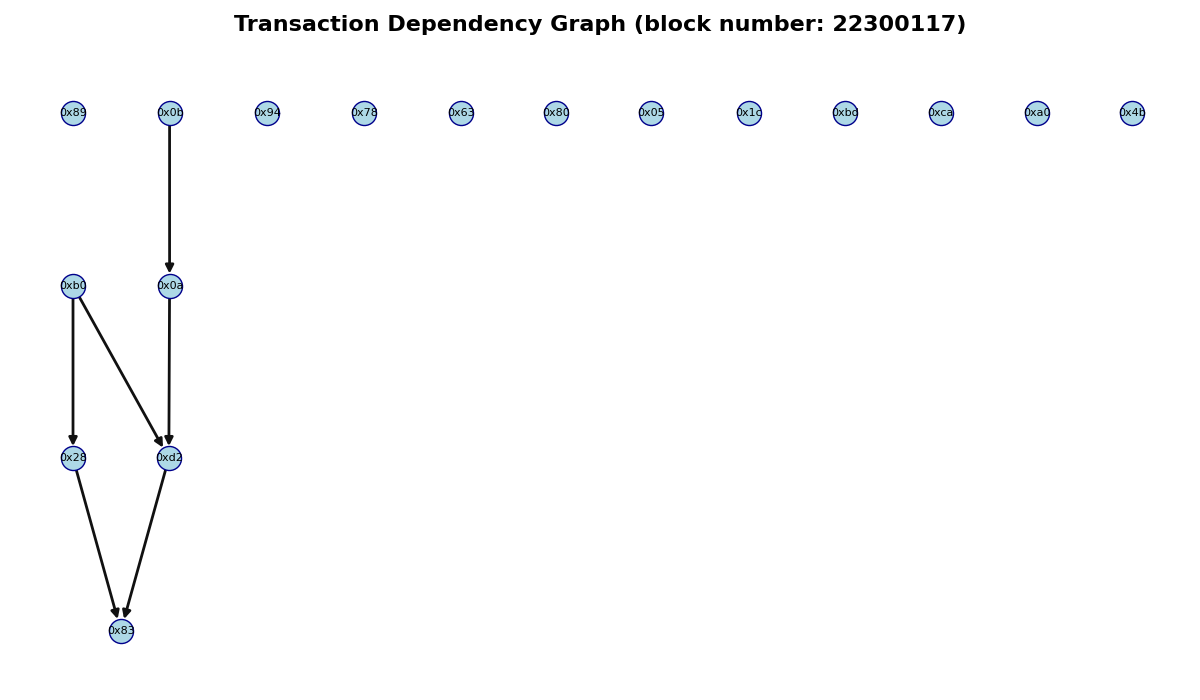 Transaction Dependency Graph (block number: 22300117)
0x89 0x0b 0x94 0x78 0x63 0x80 0x05 0x1c 0xbd 0xca 0xa0 0x4b
0xb0 0x0a
0x28 0xd2
0x83